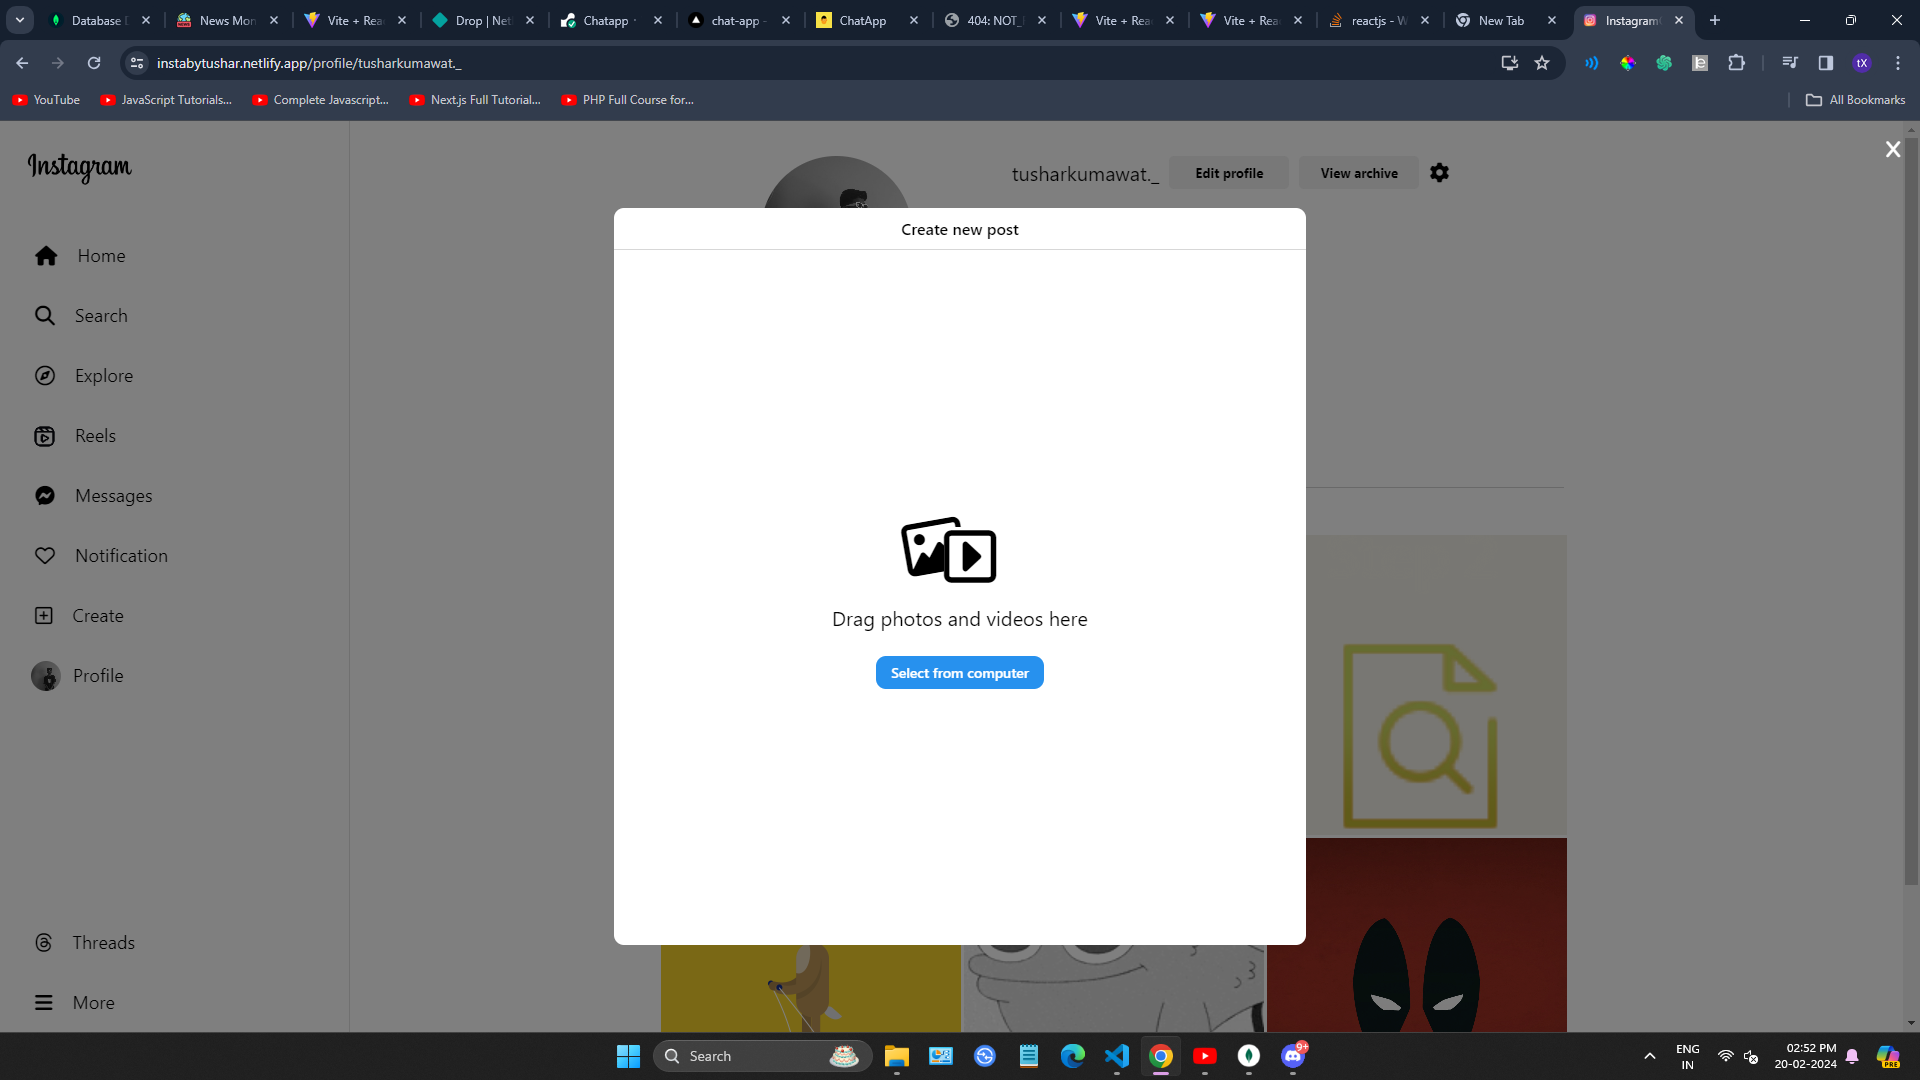 Database D
News Mon
Vite + Rea
Drop | Net
Chatapp
chat-app -
ChatApp
404: NOT_
Vite + Rea
Vite + Rea
reactjs - W
New Tab
Instagram
instabytushar.netlify.app/profile/tusharkumawat._
tX
YouTube
JavaScript Tutorials...
Complete Javascript...
Next.js Full Tutorial...
PHP Full Course for...
All Bookmarks
Instagram
Home
Search
Explore
Reels
Messages
Notification
Create
Profile
Threads
More
tusharkumawat._
Edit profile
View archive
X
Create new post
Drag photos and videos here
Select from computer
Search
9+
ENG
IN
02:52 PM
20-02-2024
PRE